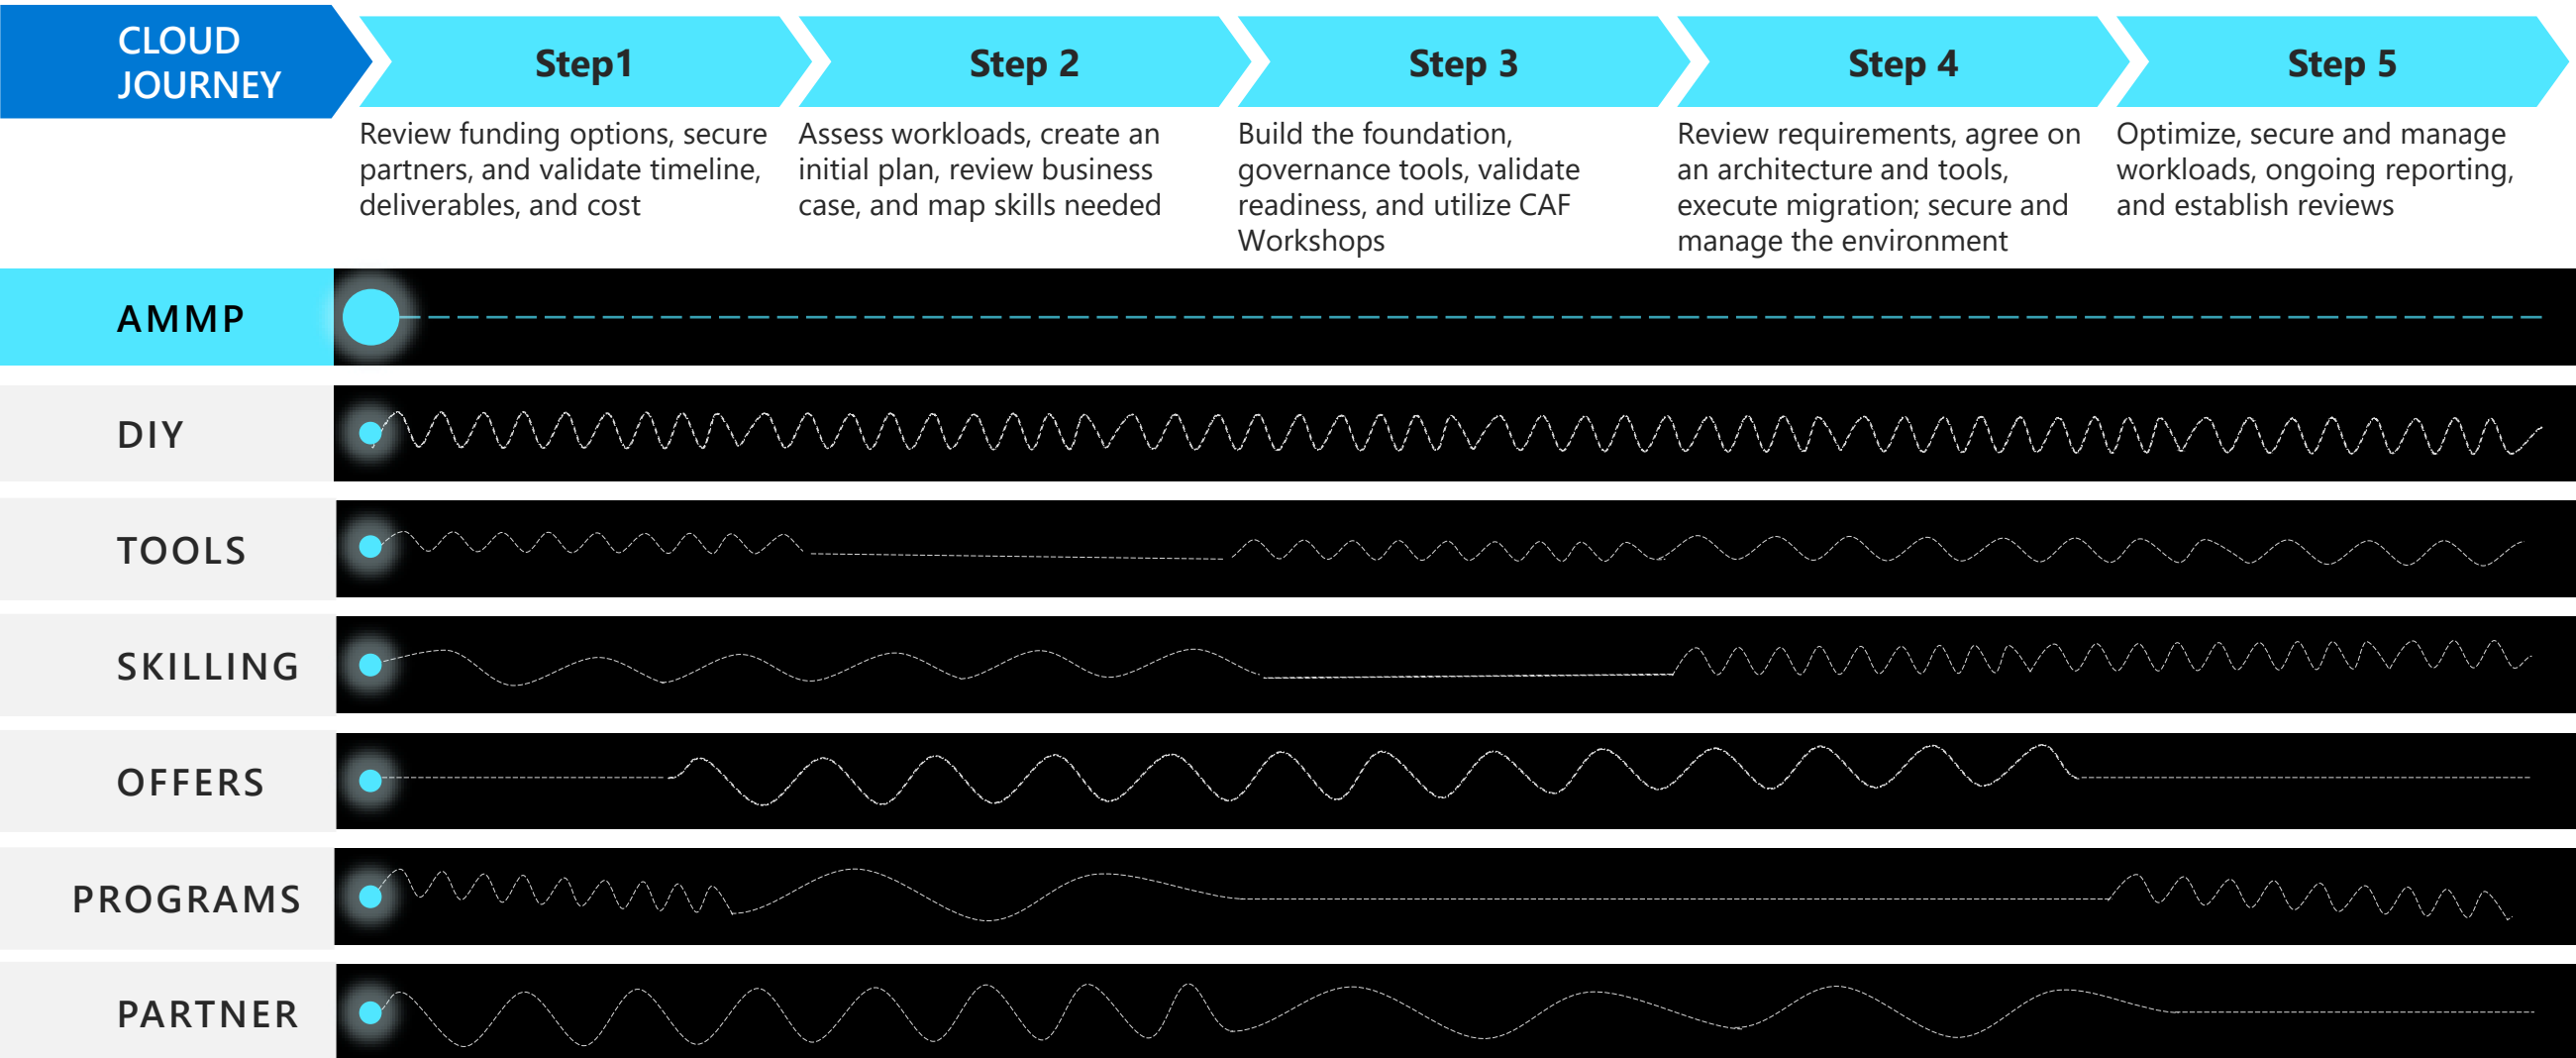 CLOUD
JOURNEY
Step1
Step 2
Step 3
Step 4
Step 5
Review funding options, secure
partners, and validate timeline,
deliverables, and cost
Assess workloads, create an
initial plan, review business
case, and map skills needed
Build the foundation,
governance tools, validate
readiness, and utilize CAF
Workshops
Review requirements, agree on
an architecture and tools,
execute migration; secure and
manage the environment
Optimize, secure and manage
workloads, ongoing reporting,
and establish reviews
AMMP
DIY
TOOLS
SKILLING
OFFERS
PROGRAMS
PARTNER